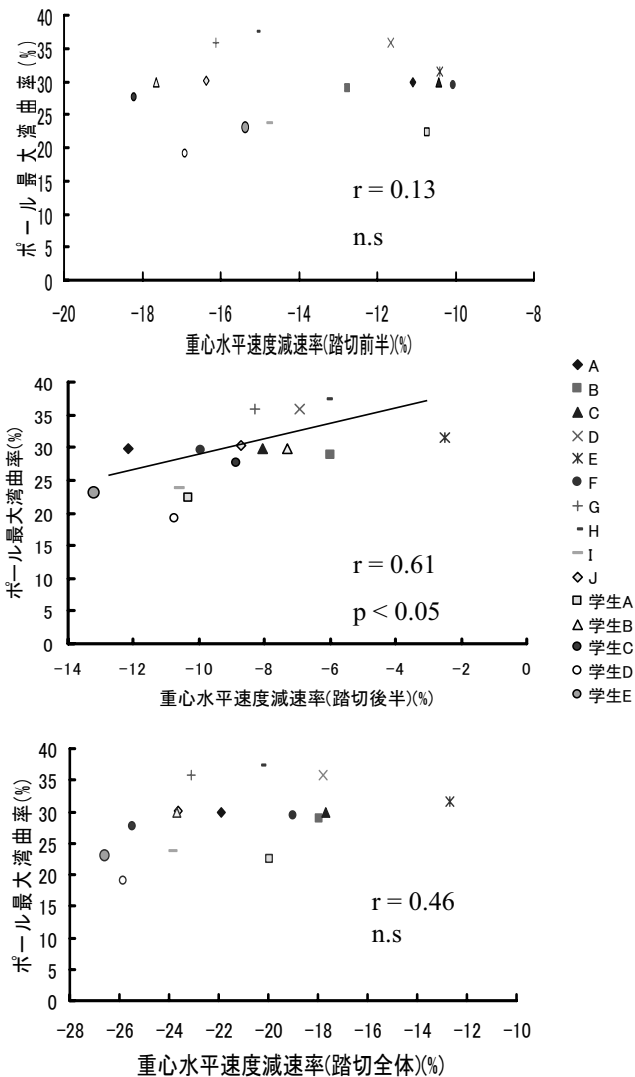 40
35
30
25
20
15
10
5
0
ポール最大湾曲率(%)
r = 0.13
n.s
-20 -18 -16 -14 -12 -10 -8
重心水平速度減速率(踏切前半)(%)
40
35
30
25
20
15
10
5
0
ポール最大湾曲率(%)
r = 0.61
p < 0.05
-14 -12 -10 -8 -6 -4 -2 0
重心水平速度減速率(踏切後半)(%)
A
B
C
D
E
F
G
H
I
J
学生A
学生B
学生C
学生D
学生E
40
35
30
25
20
15
10
5
0
ポール最大湾曲率(%)
r = 0.46
n.s
-28 -26 -24 -22 -20 -18 -16 -14 -12 -10
重心水平速度減速率(踏切全体)(%)